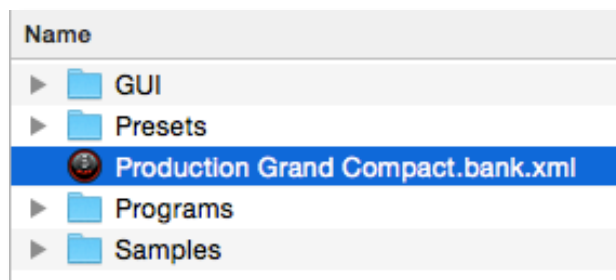 Name
GUI
Presets
Production Grand Compact.bank.xml
Programs
Samples